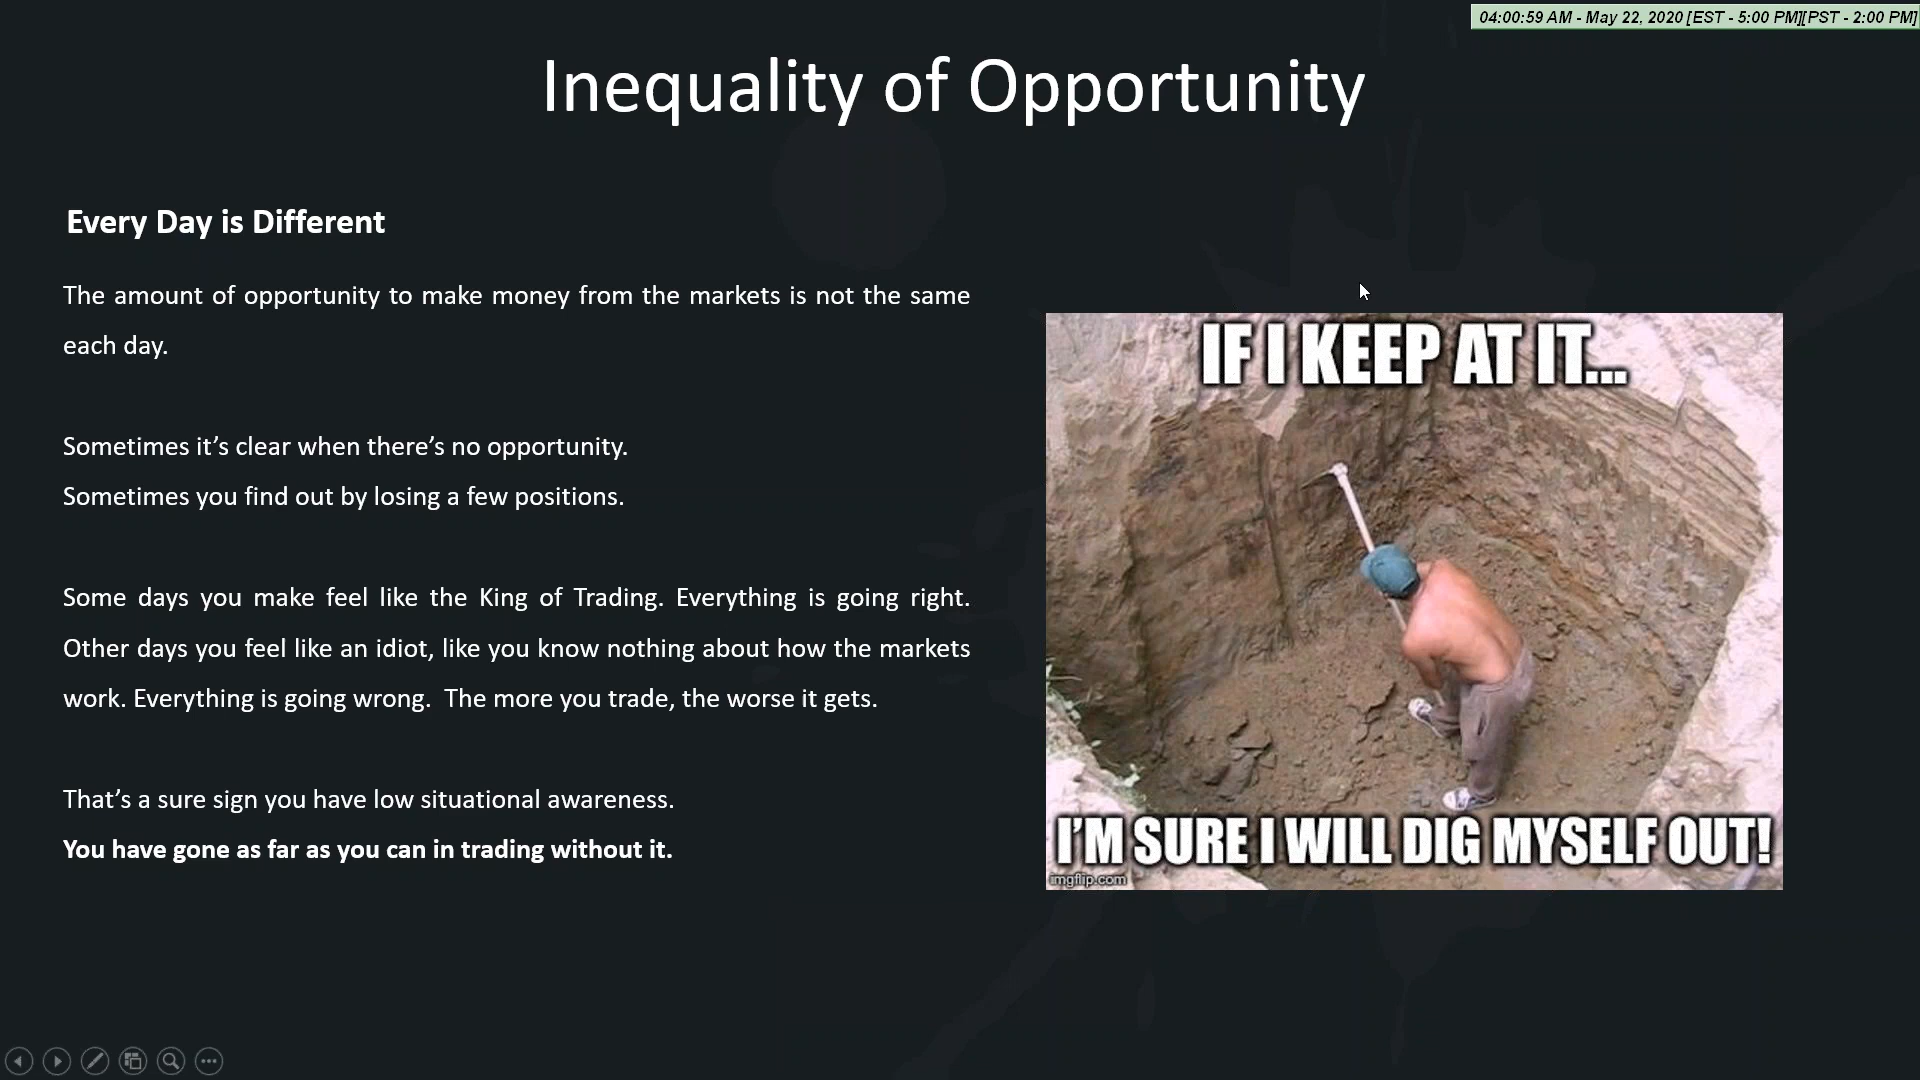 04:00:59 AM - May 22, 2020 [EST - 5:00 PM][PST - 2:00 PM]
Inequality of Opportunity
Every Day is Different
The amount of opportunity to make money from the markets is not the same
each day.
Sometimes it’s clear when there’s no opportunity.
Sometimes you find out by losing a few positions.
Some days you make feel like the King of Trading. Everything is going right.
Other days you feel like an idiot, like you know nothing about how the markets
work. Everything is going wrong.  The more you trade, the worse it gets.
That’s a sure sign you have low situational awareness.
You have gone as far as you can in trading without it.
IF I KEEP AT IT...
I'M SURE I WILL DIG MYSELF OUT!
imgflip.com